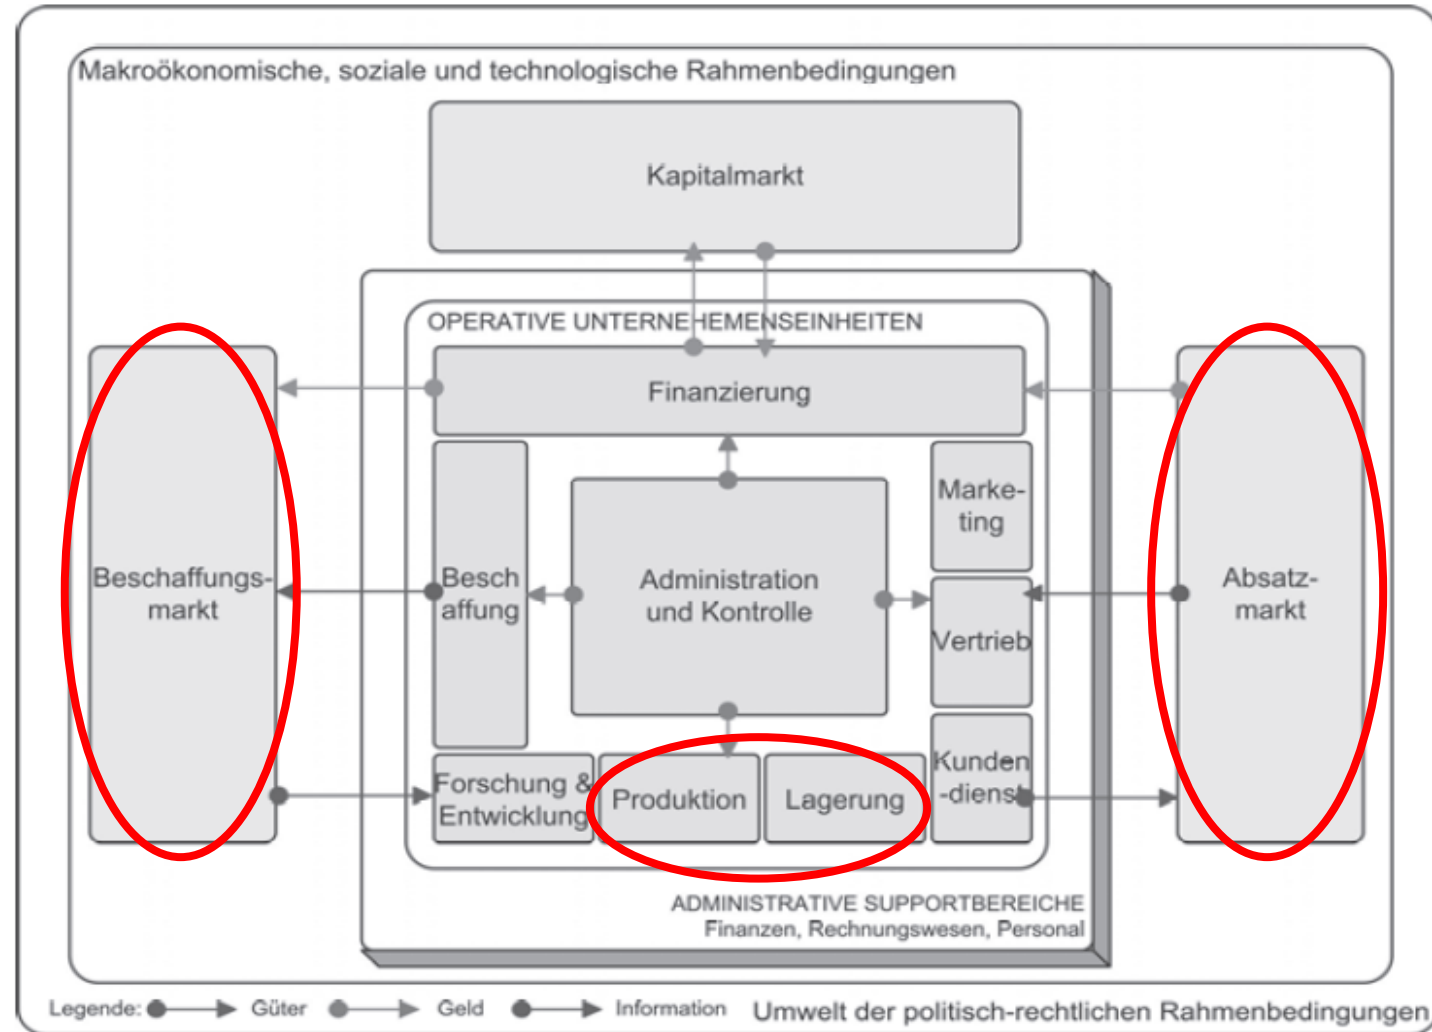 Makroökonomische, soziale und technologische Rahmenbedingungen
Kapitalmarkt
OPERATIVE UNTERNEHEMENSEINHEITEN
Finanzierung
Beschaffungs-
markt
Besch
affung
Administration
und Kontrolle
Marke-
ting
Vertrieb
Absatz-
markt
Forschung &
Entwicklung
Produktion
Lagerung
Kunden
-dienst
ADMINISTRATIVE SUPPORTBEREICHE
Finanzen, Rechnungswesen, Personal
Legende: Güter Geld Information Umwelt der politisch-rechtlichen Rahmenbedingungen